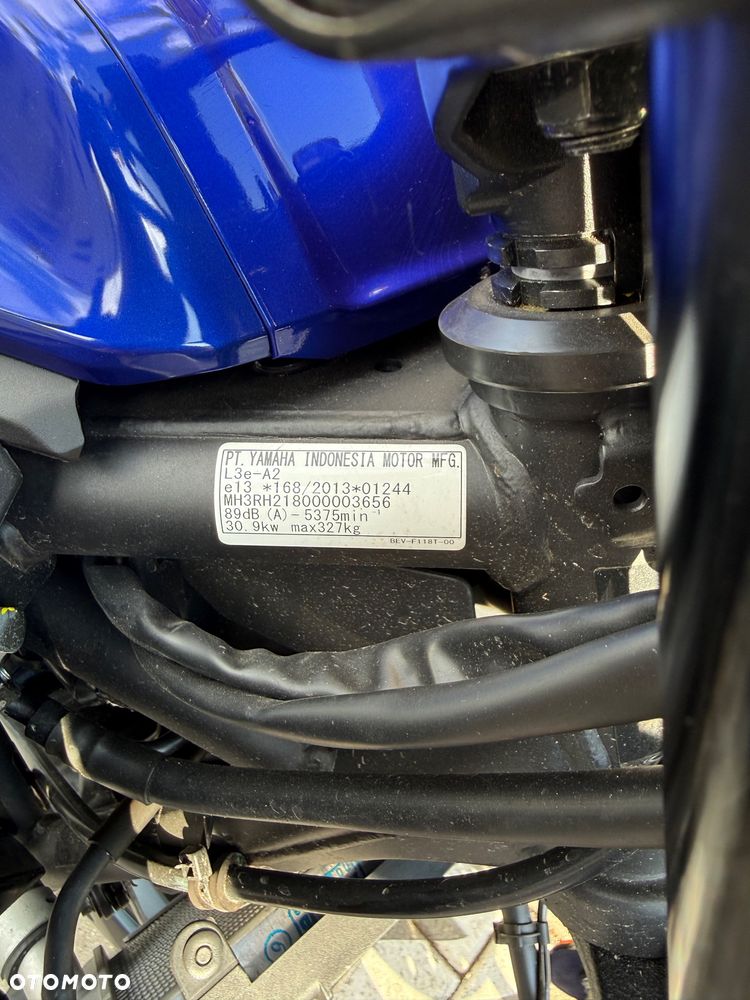 PT. YAMAHA INDONESIA MOTOR MFG.
L3e-A2
e13 *168/2013*01244
MH3RH218000003656
89dB (A)- 5375min⁻¹
30.9kw max327kg
BEV-F118T-00
OTOMOTO